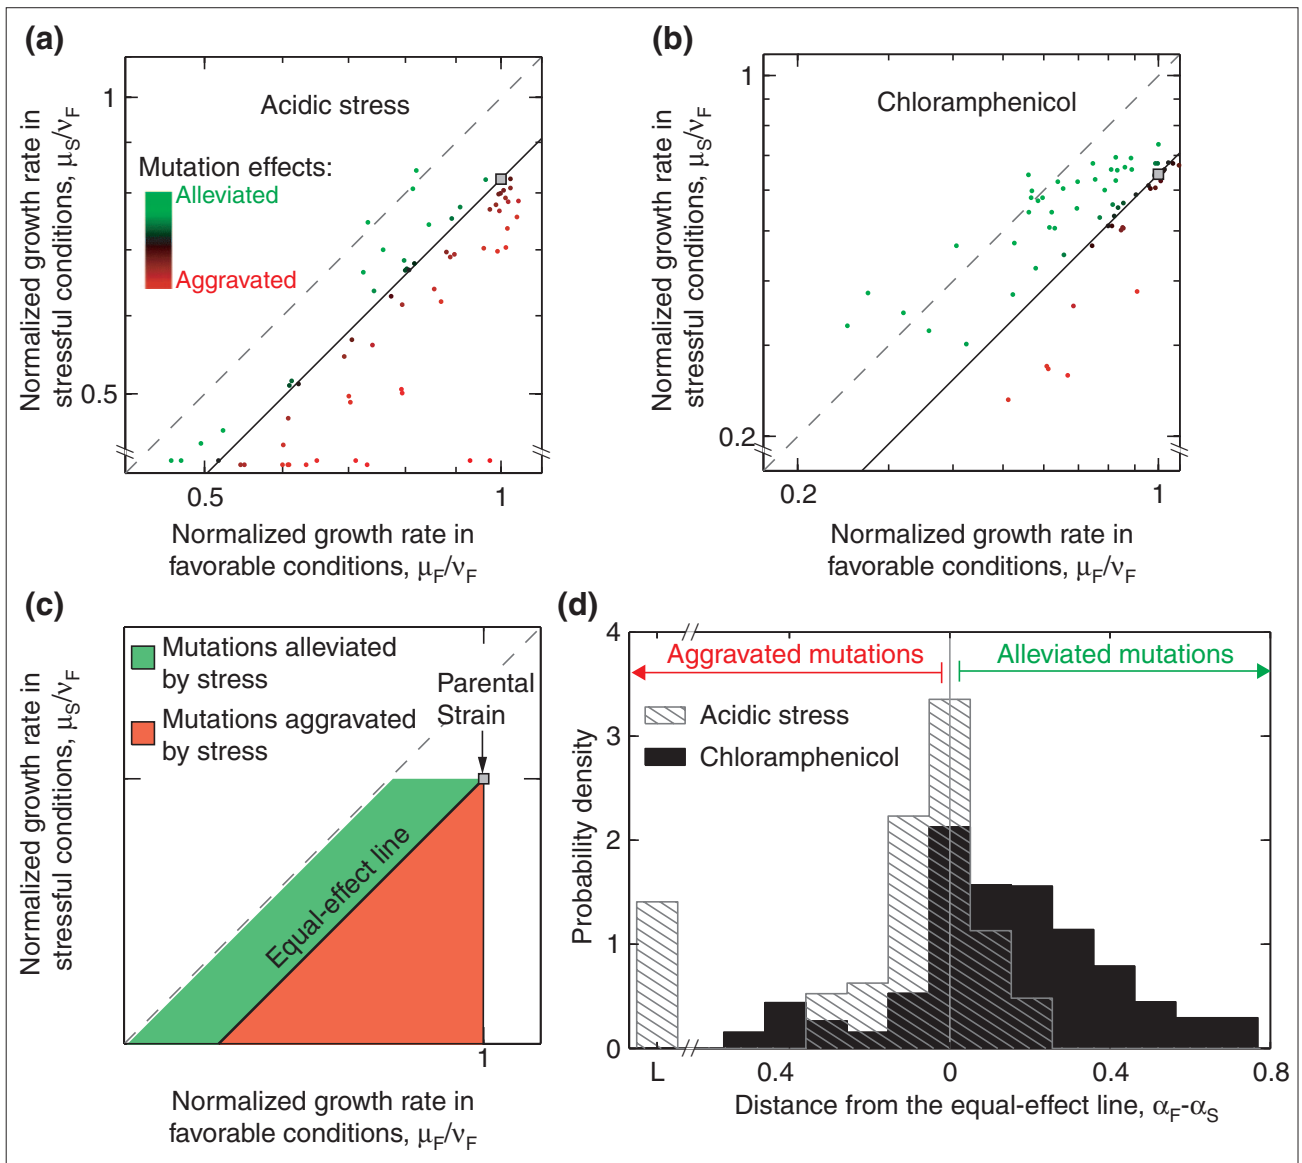 (a)
Normalized growth rate in
stressful conditions, μS/νF
1
0.5
Acidic stress
Mutation effects:
Alleviated
Aggravated
0.5
1
Normalized growth rate in
favorable conditions, μF/νF
(b)
Normalized growth rate in
stressful conditions, μS/νF
1
0.2
Chloramphenicol
0.2
1
Normalized growth rate in
favorable conditions, μF/νF
(c)
Normalized growth rate in
stressful conditions, μS/νF
Mutations alleviated
by stress
Mutations aggravated
by stress
Parental
Strain
Equal-effect line
1
Normalized growth rate in
favorable conditions, μF/νF
(d)
Probability density
4
3
2
1
0
Aggravated mutations
Alleviated mutations
Acidic stress
Chloramphenicol
L
0.4
0
0.4
0.8
Distance from the equal-effect line, αF-αS